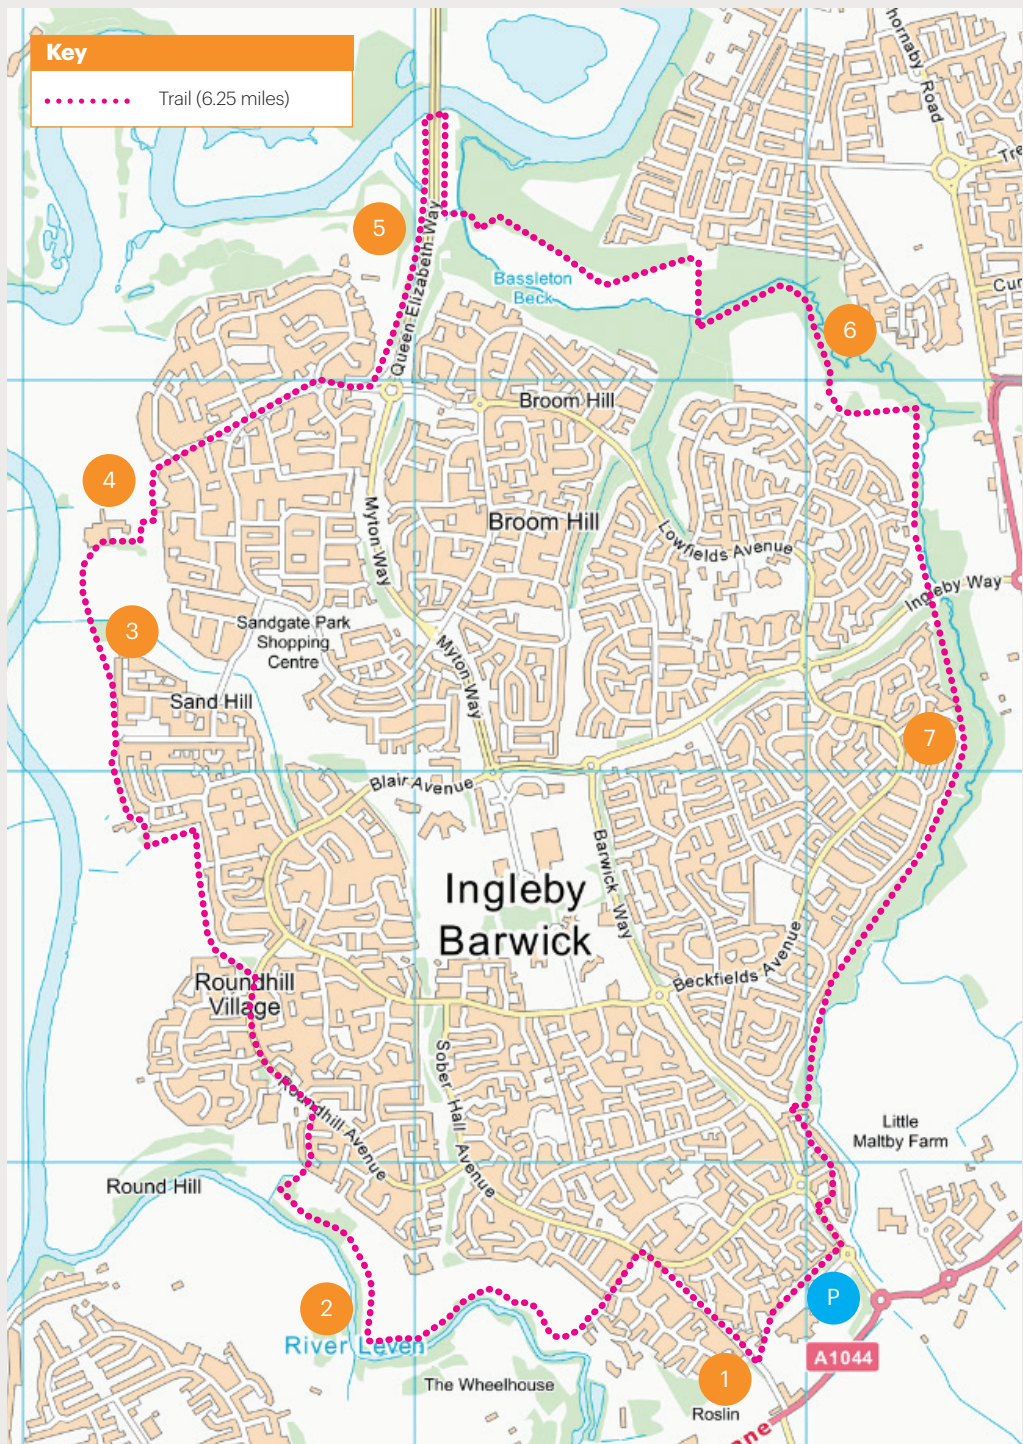 Key
Trail (6.25 miles)
hornaby Road
Tre
Cur
5
Queen Elizabeth Way
Bassleton
Beck
6
Broom Hill
4
Myton Way
Broom Hill
Lowfields Avenue
Ingleby Way
3
Sandgate Park
Shopping
Centre
Myton Way
Sand Hill
7
Blair Avenue
Barwick Way
Ingleby
Barwick
Beckfields Avenue
Roundhill
Village
Sober Hall Avenue
Roundhill Avenue
Little
Maltby Farm
Round Hill
P
2
River Leven
A1044
The Wheelhouse
1
Roslin
ne